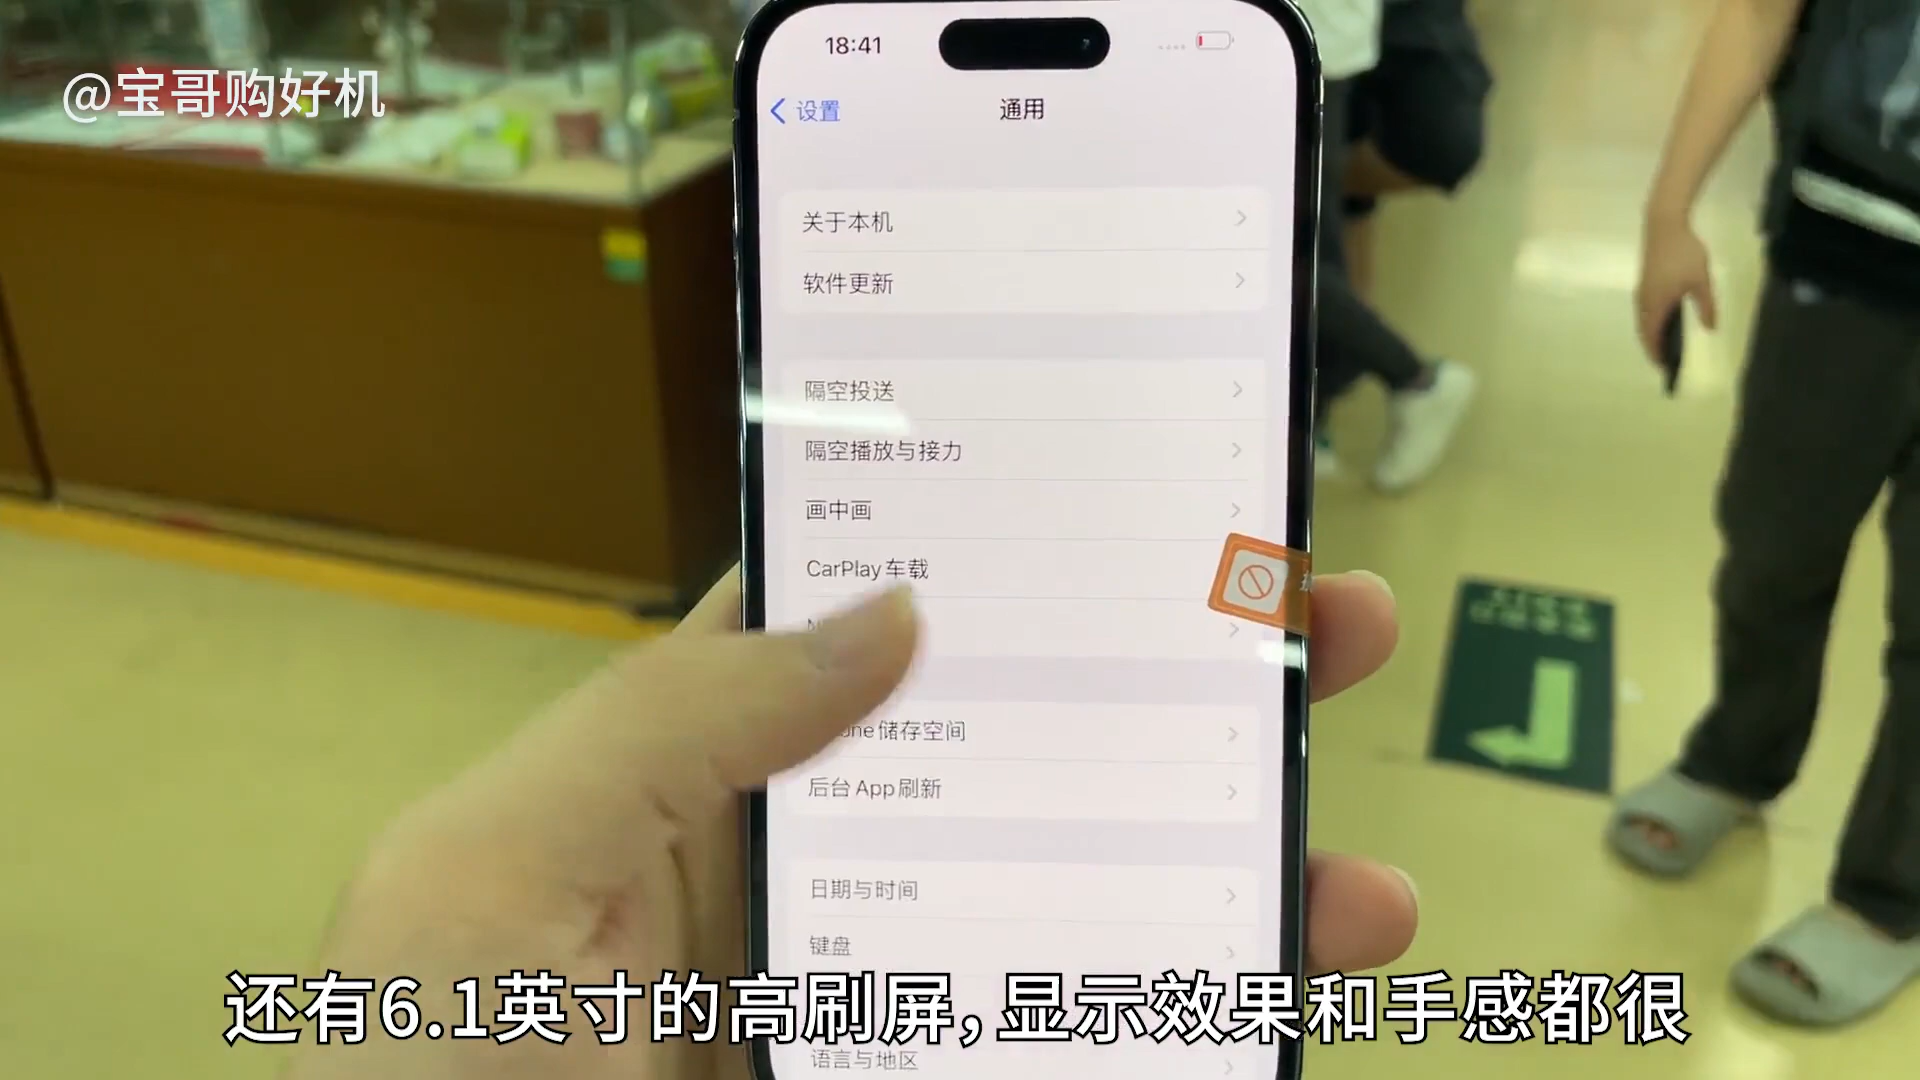 @宝哥购好机
18:41
设置
通用
关于本机
软件更新
隔空投送
隔空播放与接力
画中画
CarPlay车载
one储存空间
后台App刷新
日期与时间
键盘
还有6.1英寸的高刷屏,显示效果和手感都很
语言与地区